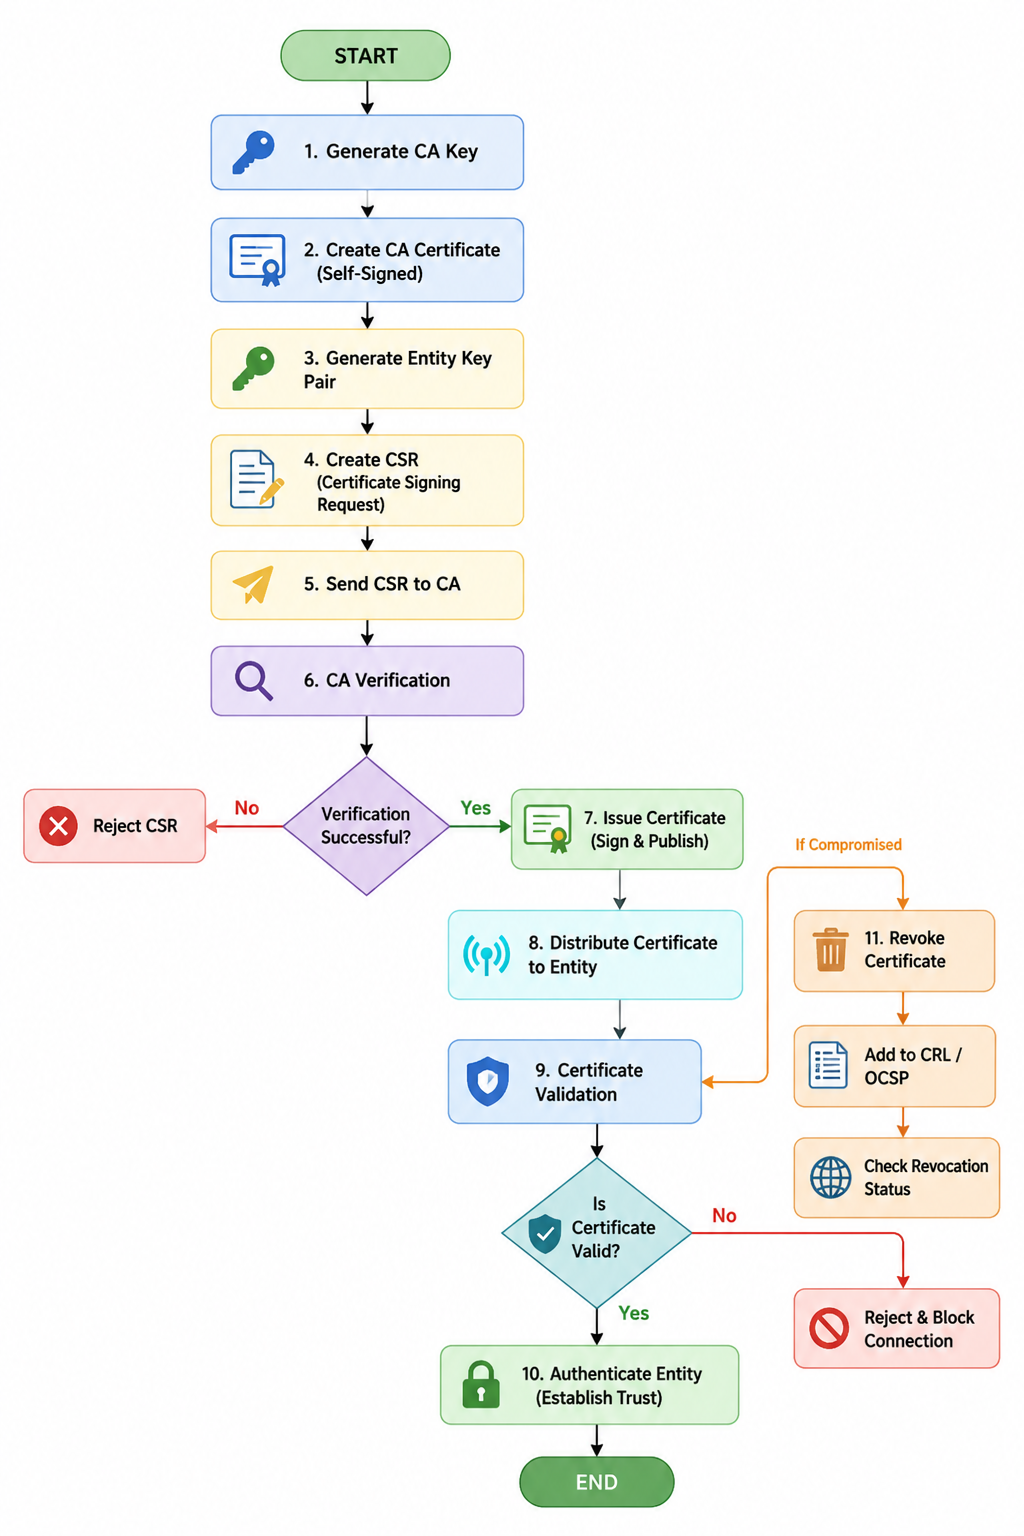 START
1. Generate CA Key
2. Create CA Certificate
(Self-Signed)
3. Generate Entity Key
Pair
4. Create CSR
(Certificate Signing
Request)
5. Send CSR to CA
6. CA Verification
Verification
Successful?
No
Reject CSR
Yes
7. Issue Certificate
(Sign & Publish)
8. Distribute Certificate
to Entity
9. Certificate
Validation
If Compromised
11. Revoke
Certificate
Add to CRL /
OCSP
Check Revocation
Status
Is
Certificate
Valid?
No
Reject & Block
Connection
Yes
10. Authenticate Entity
(Establish Trust)
END